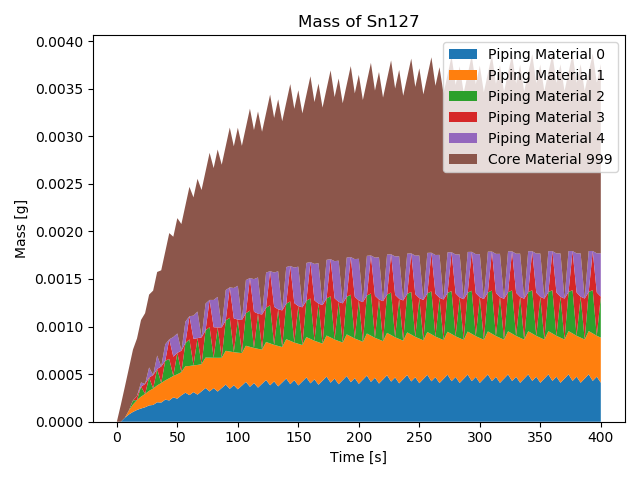 Mass of Sn127
Mass [g]
0.0040
0.0035
0.0030
0.0025
0.0020
0.0015
0.0010
0.0005
0.0000
Piping Material 0
Piping Material 1
Piping Material 2
Piping Material 3
Piping Material 4
Core Material 999
0 50 100 150 200 250 300 350 400
Time [s]